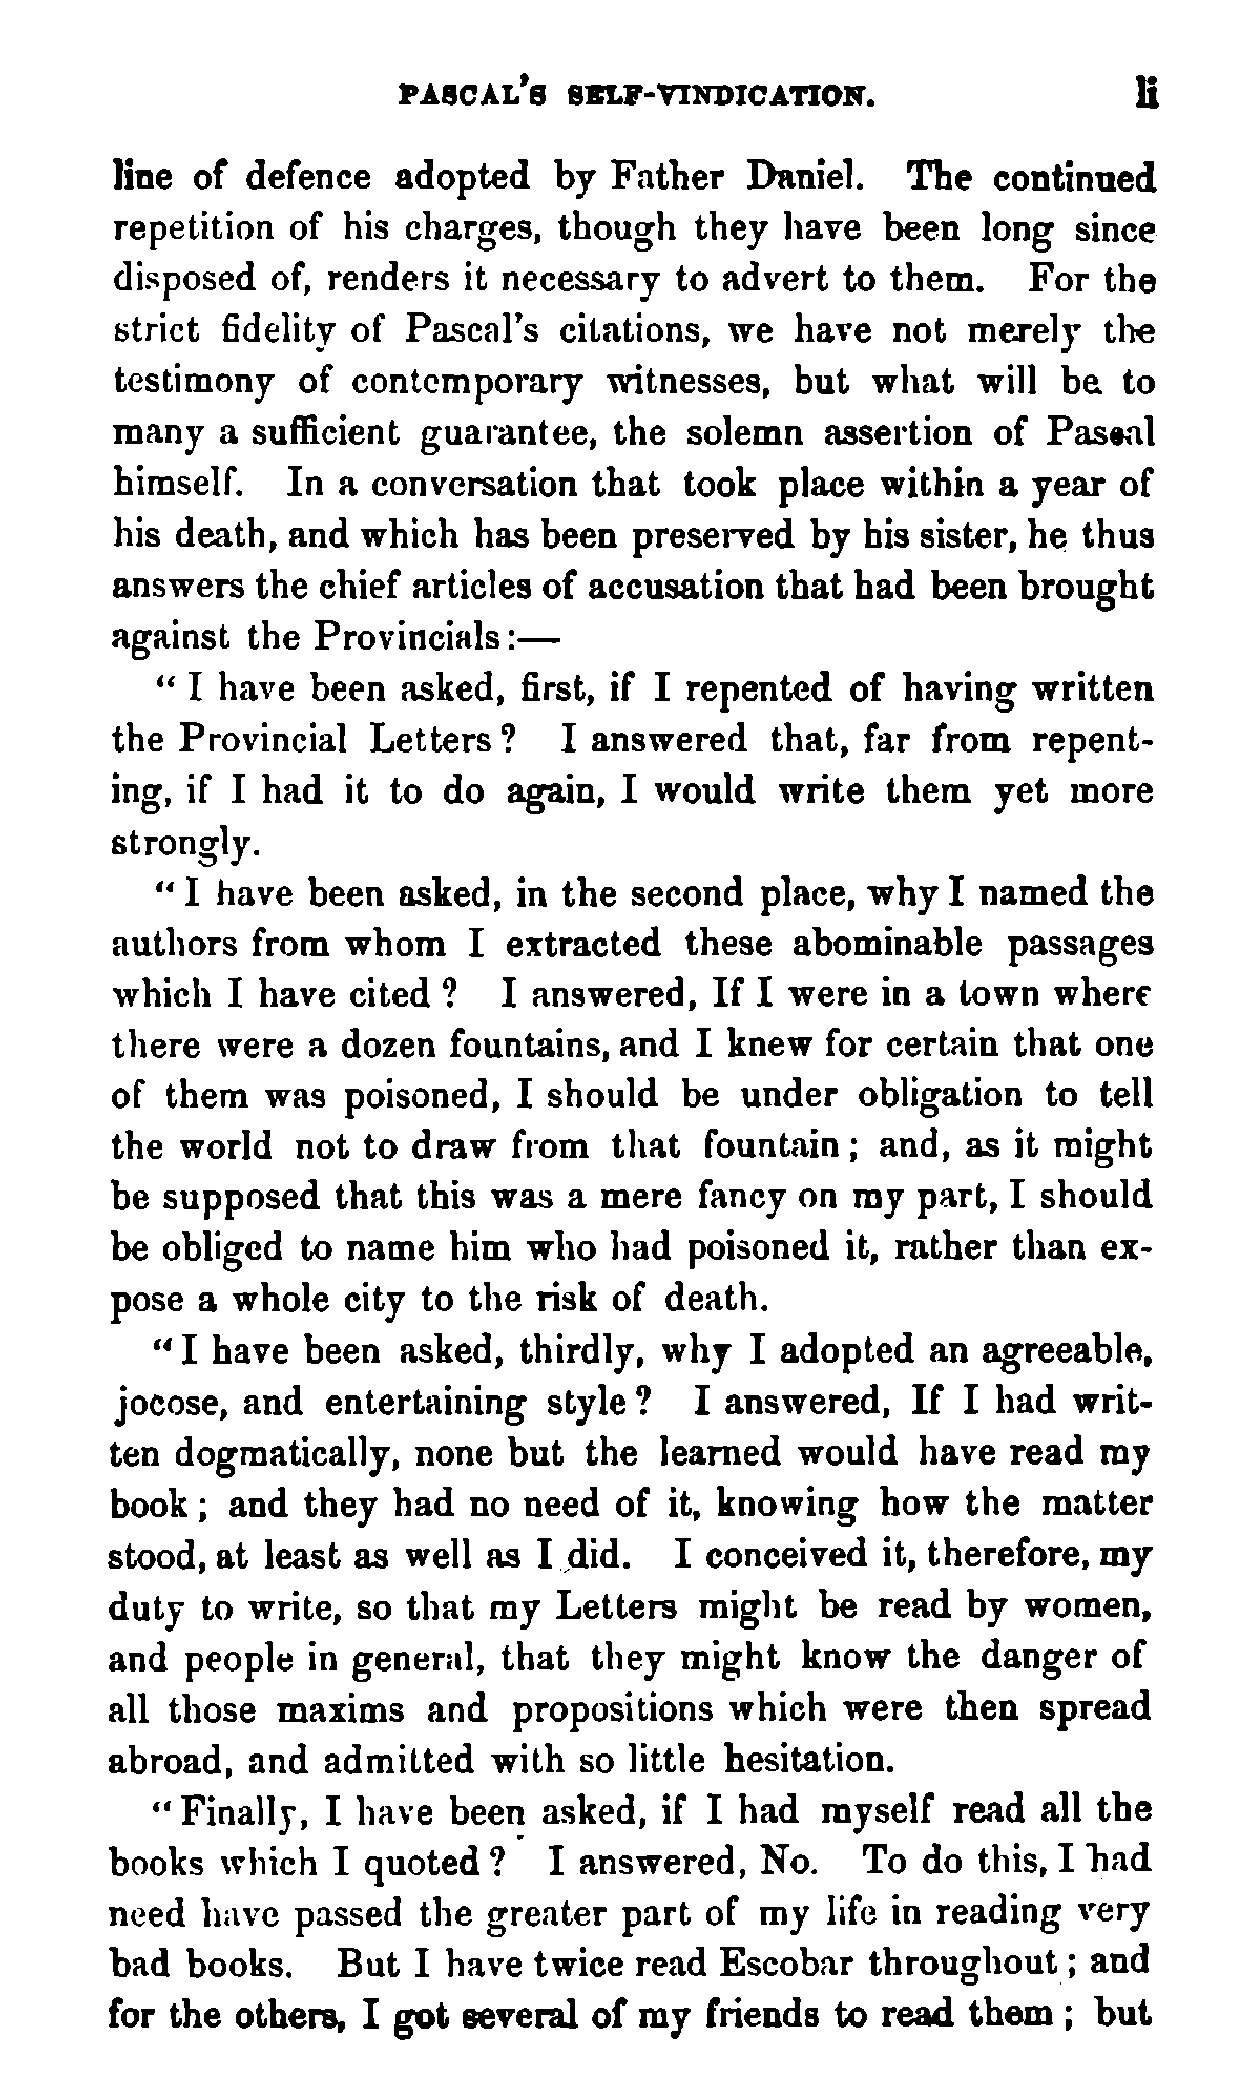 PASCAL'S SELF-VINDICATION. li
line of defence adopted by Father Daniel. The continued
repetition of his charges, though they have been long since
disposed of, renders it necessary to advert to them. For the
strict fidelity of Pascal's citations, we have not merely the
testimony of contemporary witnesses, but what will be to
many a sufficient guarantee, the solemn assertion of Pascal
himself. In a conversation that took place within a year of
his death, and which has been preserved by his sister, he thus
answers the chief articles of accusation that had been brought
against the Provincials:—
"I have been asked, first, if I repented of having written
the Provincial Letters? I answered that, far from repent-
ing, if I had it to do again, I would write them yet more
strongly.
"I have been asked, in the second place, why I named the
authors from whom I extracted these abominable passages
which I have cited? I answered, If I were in a town where
there were a dozen fountains, and I knew for certain that one
of them was poisoned, I should be under obligation to tell
the world not to draw from that fountain; and, as it might
be supposed that this was a mere fancy on my part, I should
be obliged to name him who had poisoned it, rather than ex-
pose a whole city to the risk of death.
"I have been asked, thirdly, why I adopted an agreeable,
jocose, and entertaining style? I answered, If I had writ-
ten dogmatically, none but the learned would have read my
book; and they had no need of it, knowing how the matter
stood, at least as well as I did. I conceived it, therefore, my
duty to write, so that my Letters might be read by women,
and people in general, that they might know the danger of
all those maxims and propositions which were then spread
abroad, and admitted with so little hesitation.
"Finally, I have been asked, if I had myself read all the
books which I quoted? I answered, No. To do this, I had
need have passed the greater part of my life in reading very
bad books. But I have twice read Escobar throughout; and
for the others, I got several of my friends to read them; but